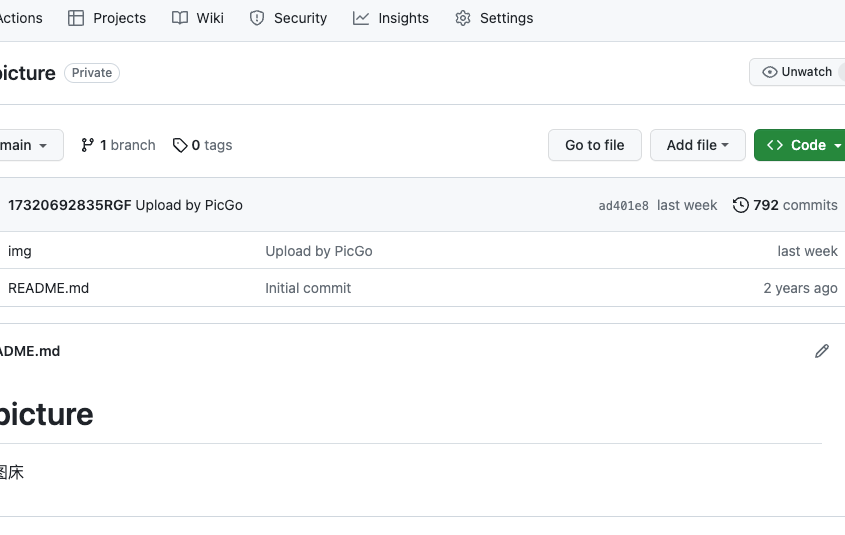 Actions Projects Wiki Security Insights Settings
picture Private Unwatch
main 1 branch 0 tags Go to file Add file Code
17320692835RGF Upload by PicGo ad401e8 last week 792 commits
img Upload by PicGo last week
README.md Initial commit 2 years ago
ADME.md
picture
图床